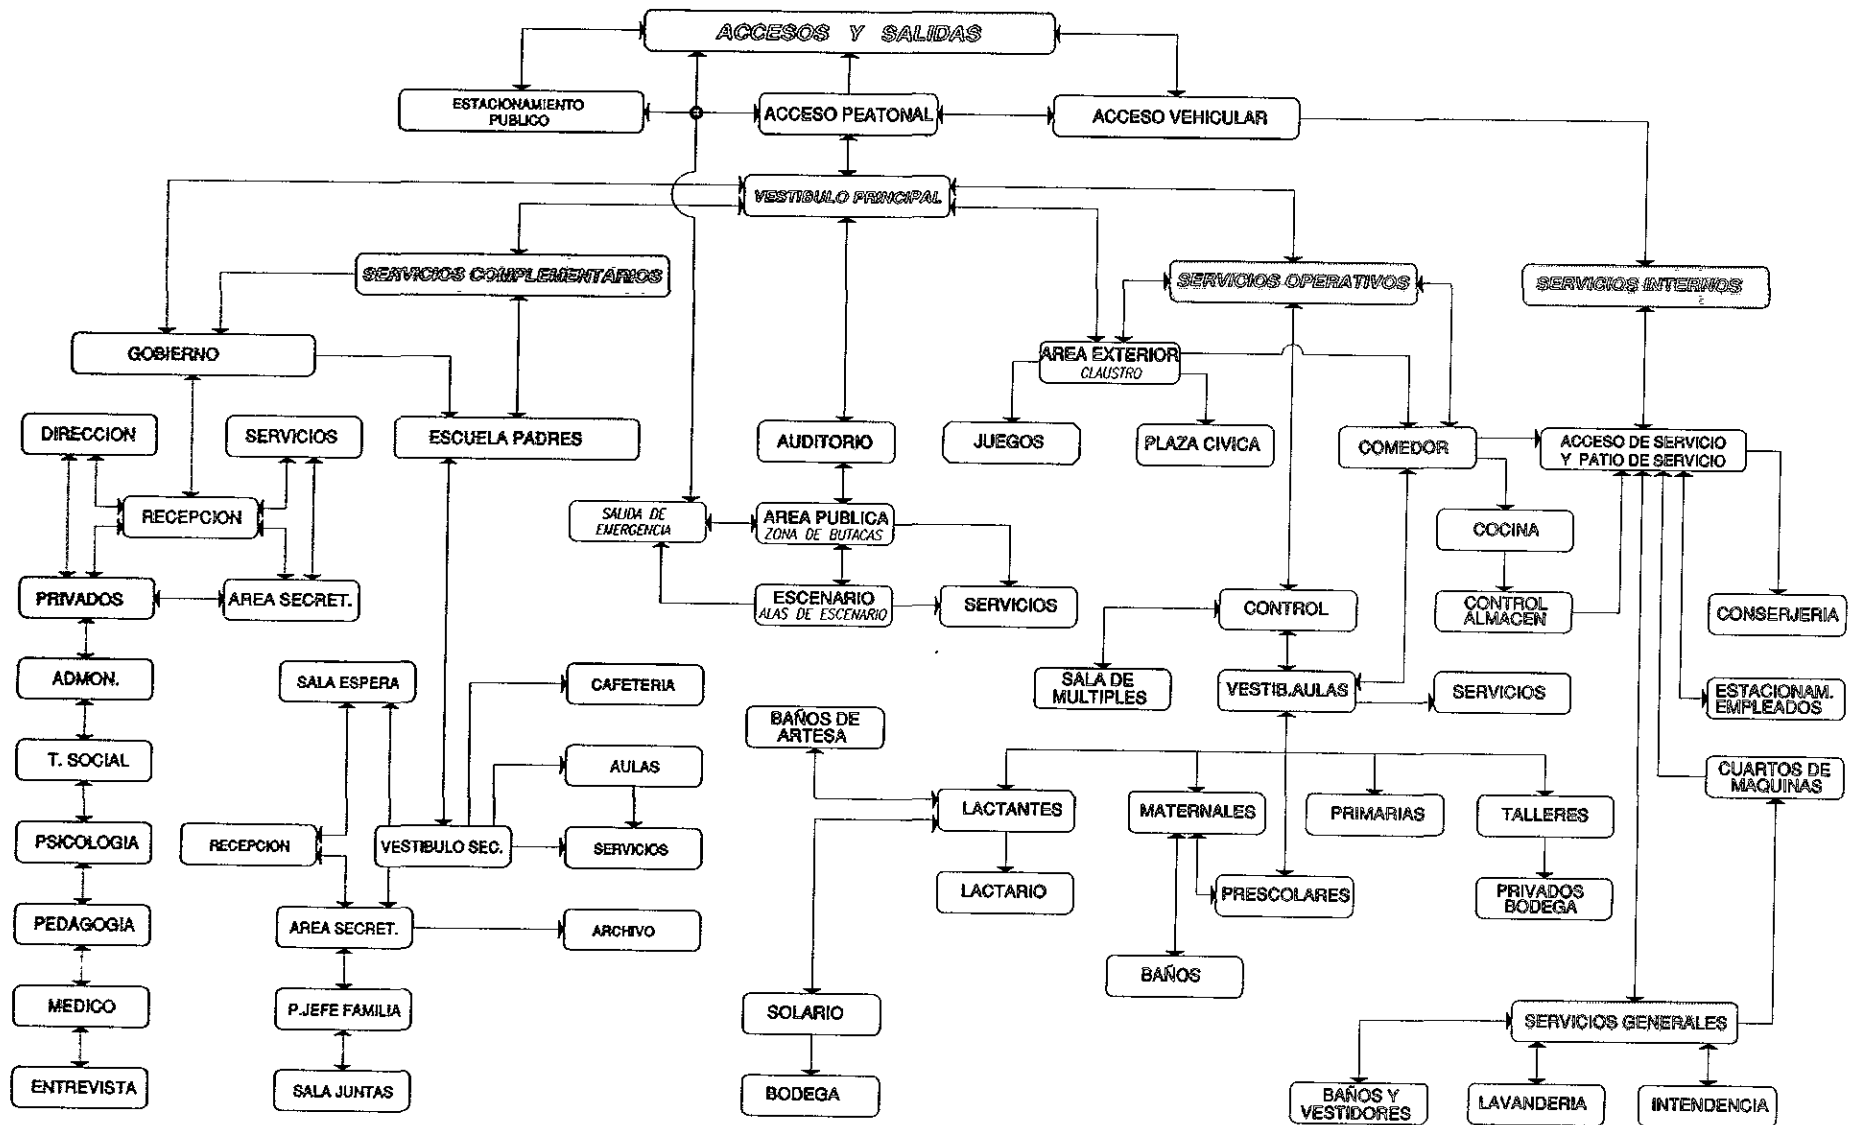 ACCESOS Y SALIDAS
ESTACIONAMIENTO
PUBLICO
ACCESO PEATONAL
ACCESO VEHICULAR
VESTIBULO PRINCIPAL
SERVICIOS COMPLEMENTARIOS
SERVICIOS OPERATIVOS
SERVICIOS INTERNOS
GOBIERNO
AREA EXTERIOR
CLAUSTRO
DIRECCION
SERVICIOS
ESCUELA PADRES
AUDITORIO
JUEGOS
PLAZA CIVICA
COMEDOR
ACCESO DE SERVICIO
Y PATIO DE SERVICIO
RECEPCION
SALIDA DE
EMERGENCIA
AREA PUBLICA
ZONA DE BUTACAS
COCINA
PRIVADOS
AREA SECRET.
ESCENARIO
ALAS DE ESCENARIO
SERVICIOS
CONTROL
CONTROL
ALMACEN
CONSERJERIA
ADMON.
SALA ESPERA
CAFETERIA
SALA DE
MULTIPLES
VESTIB.AULAS
SERVICIOS
ESTACIONAM.
EMPLEADOS
BAÑOS DE
ARTESA
T. SOCIAL
AULAS
CUARTOS DE
MAQUINAS
LACTANTES
MATERNALES
PRIMARIAS
TALLERES
PSICOLOGIA
RECEPCION
VESTIBULO SEC.
SERVICIOS
LACTARIO
PRESCOLARES
PRIVADOS
BODEGA
PEDAGOGIA
AREA SECRET.
ARCHIVO
BAÑOS
MEDICO
P.JEFE FAMILIA
SOLARIO
SERVICIOS GENERALES
ENTREVISTA
SALA JUNTAS
BODEGA
BAÑOS Y
VESTIDORES
LAVANDERIA
INTENDENCIA